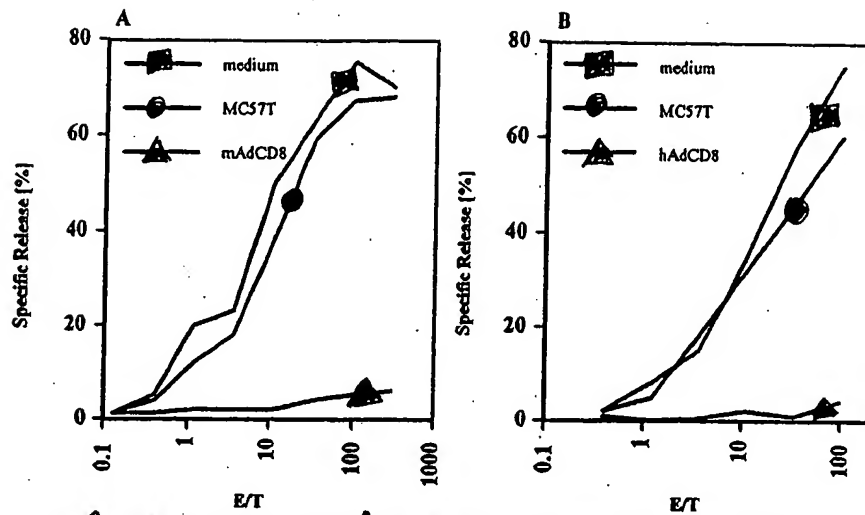 A
80
60
40
20
0
Specific Release [%]
medium
MC57T
mAdCD8
0.1
1
10
100
1000
E/T
B
80
60
40
20
0
Specific Release [%]
medium
MC57T
hAdCD8
0.1
1
10
100
E/T